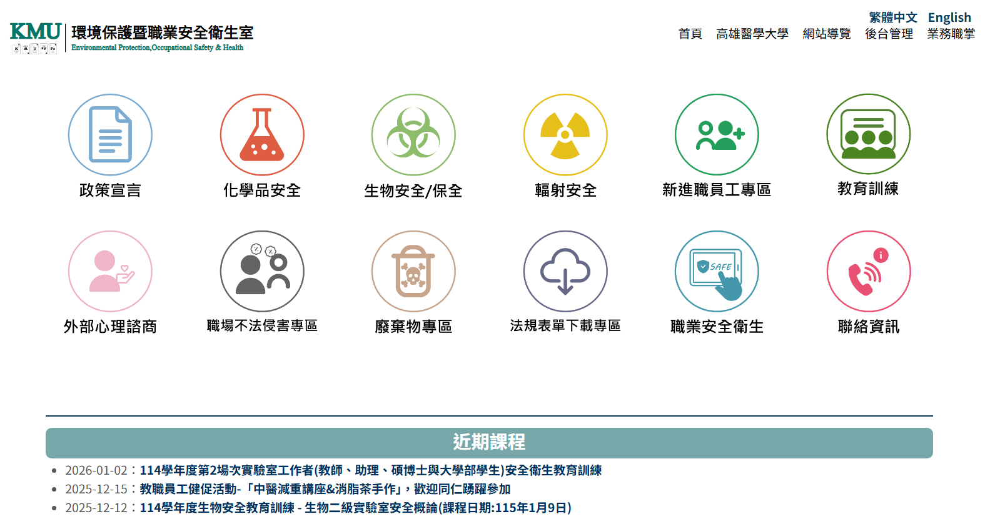 繁體中文 English
KMU 環境保護暨職業安全衛生室
Environmental Protection,Occupational Safety & Health
首頁 高雄醫學大學 網站導覽 後台管理 業務職掌
K M U
政策宣言 化學品安全 生物安全/保全 輻射安全 新進職員工專區 教育訓練
SAFE
外部心理諮商 職場不法侵害專區 廢棄物專區 法規表單下載專區 職業安全衛生 聯絡資訊
近期課程
2026-01-02：114學年度第2場次實驗室工作者(教師、助理、碩博士與大學部學生)安全衛生教育訓練
2025-12-15：教職員工健促活動-「中醫減重講座&消脂茶手作」，歡迎同仁踴躍參加
2025-12-12：114學年度生物安全教育訓練 - 生物二級實驗室安全概論(課程日期:115年1月9日)